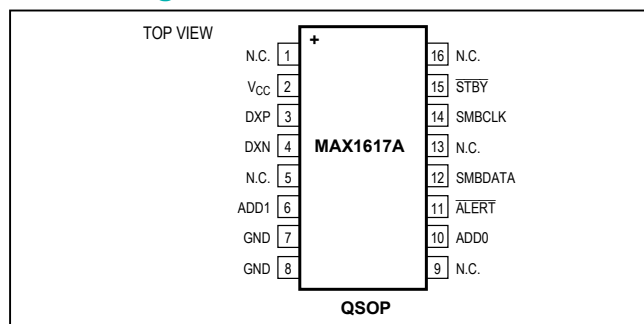 TOP VIEW
+
N.C. 1
16 N.C.
VCC 2
15 STBY
DXP 3
14 SMBCLK
DXN 4
MAX1617A
13 N.C.
N.C. 5
12 SMBDATA
ADD1 6
11 ALERT
GND 7
10 ADD0
GND 8
9 N.C.
QSOP